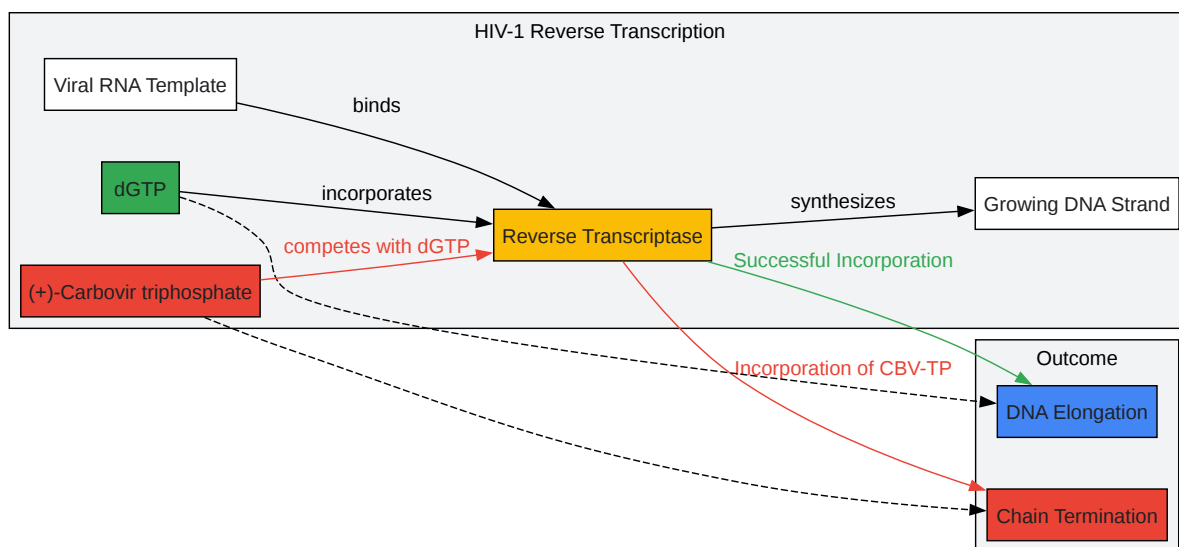 HIV-1 Reverse Transcription
Viral RNA Template
binds
dGTP
incorporates
synthesizes
Growing DNA Strand
Reverse Transcriptase
competes with dGTP
Successful Incorporation
(+)-Carbovir triphosphate
Outcome
Incorporation of CBV-TP
DNA Elongation
Chain Termination